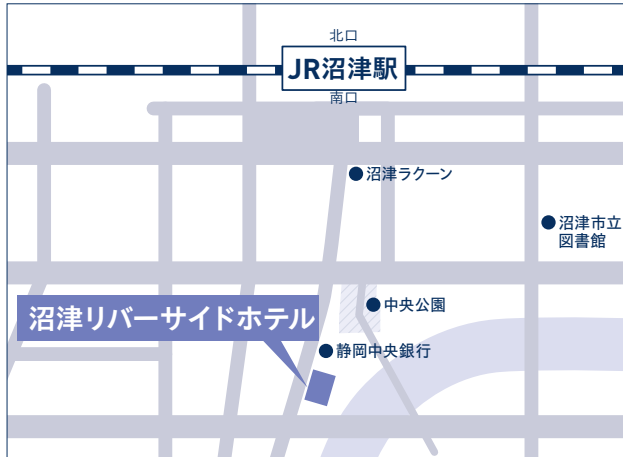 北口
JR沼津駅
南口
沼津ラクーン
沼津市立
図書館
中央公園
沼津リバーサイドホテル
静岡中央銀行